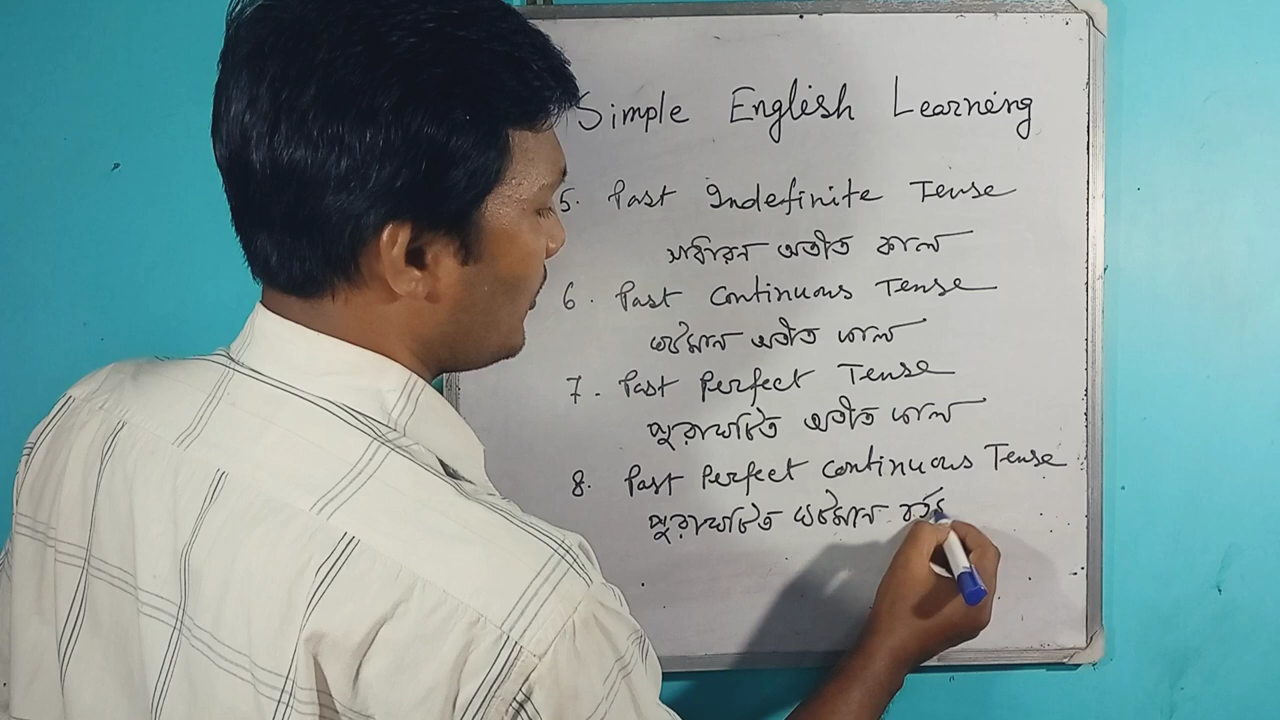 Simple English Learning
5. Past Indefinite Tense
সাধারন অতীত কাল
6. Past Continuous Tense
ঘটমান অতীত কাল
7. Past Perfect Tense
পুরাঘটিত অতীত কাল
8. Past Perfect Continuous Tense
পুরাঘটিত ঘটমান